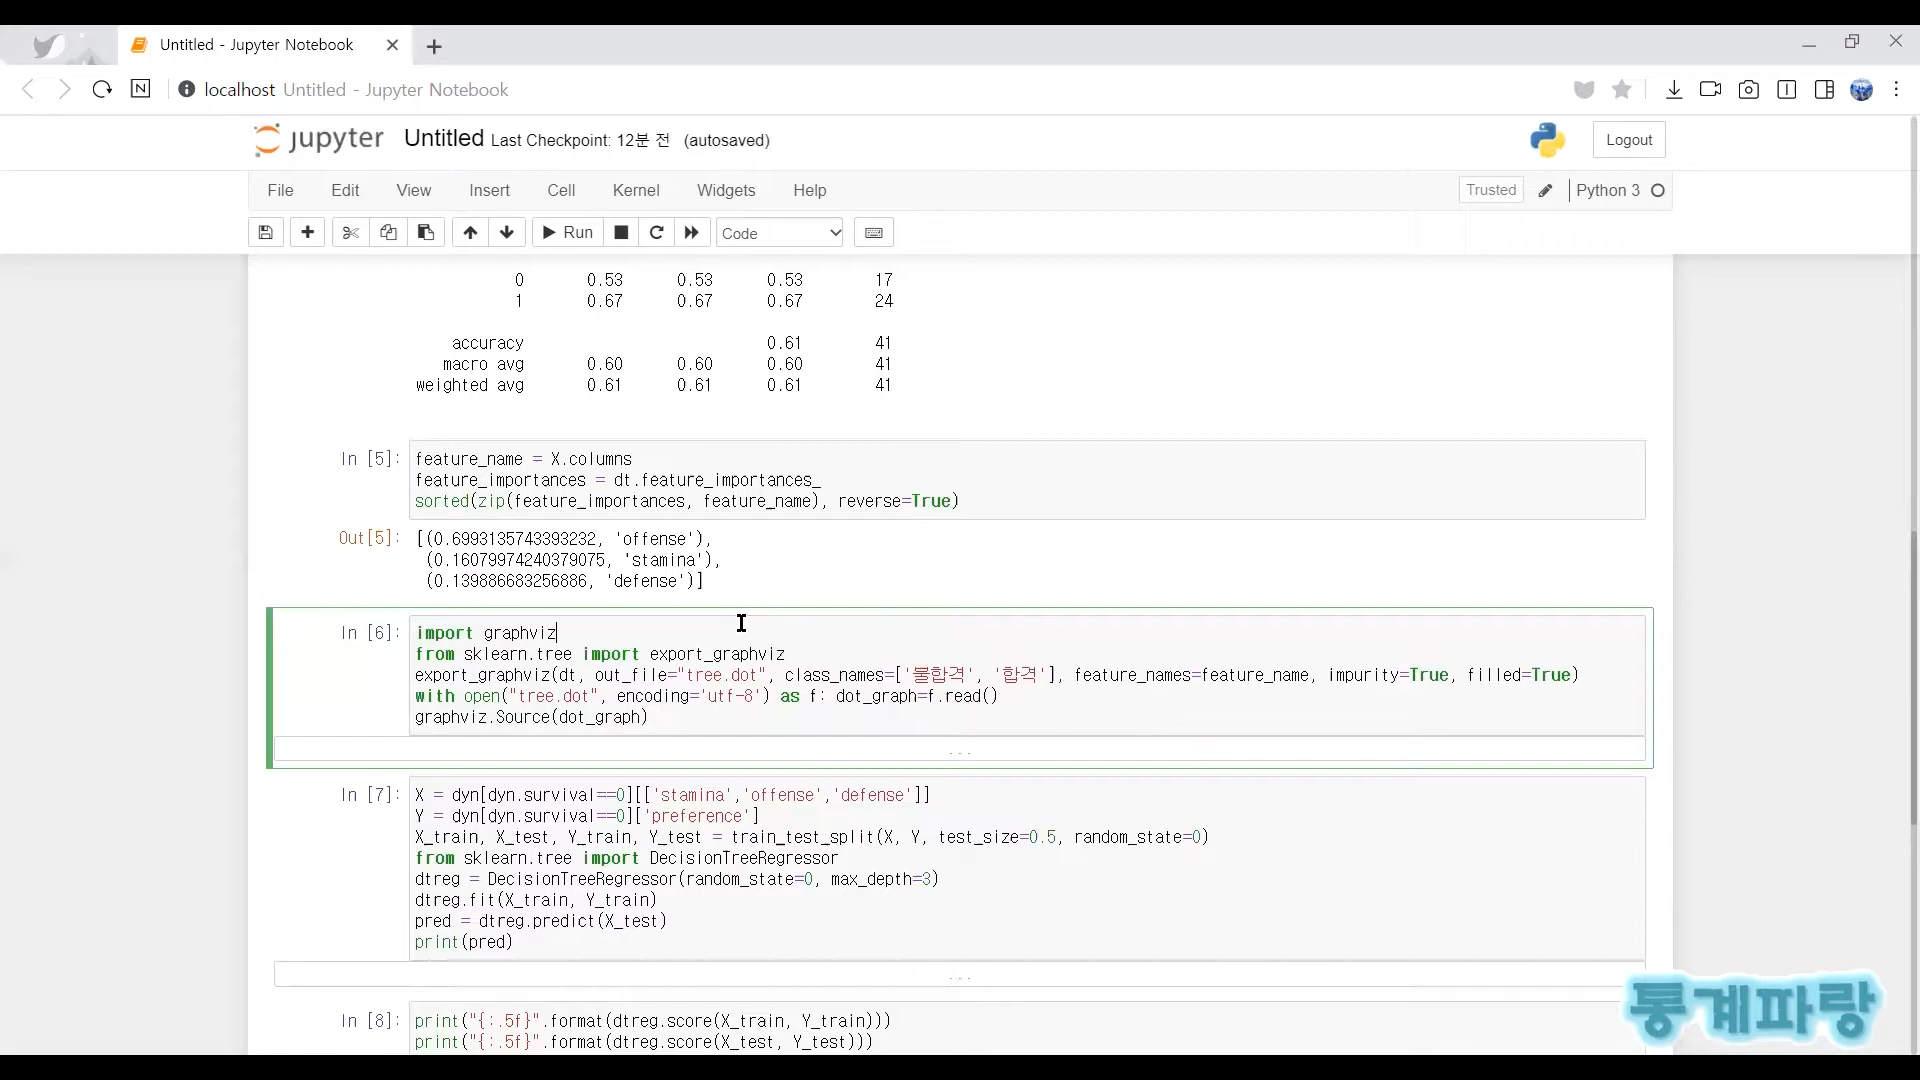 Untitled - Jupyter Notebook
localhost Untitled - Jupyter Notebook
jupyter Untitled Last Checkpoint: 12분 전 (autosaved)
Logout
File Edit View Insert Cell Kernel Widgets Help
Trusted Python 3
Run Code
0 0.53 0.53 0.53 17
1 0.67 0.67 0.67 24
accuracy 0.61 41
macro avg 0.60 0.60 0.60 41
weighted avg 0.61 0.61 0.61 41
In [5]: feature_name = X.columns
feature_importances = dt.feature_importances_
sorted(zip(feature_importances, feature_name), reverse=True)
Out[5]: [(0.6993135743393232, 'offense'),
(0.16079974240379075, 'stamina'),
(0.139886683256886, 'defense')]
In [6]: import graphviz
from sklearn.tree import export_graphviz
export_graphviz(dt, out_file="tree.dot", class_names=['불합격', '합격'], feature_names=feature_name, impurity=True, filled=True)
with open("tree.dot", encoding='utf-8') as f: dot_graph=f.read()
graphviz.Source(dot_graph)
...
In [7]: X = dyn[dyn.survival==0][['stamina','offense','defense']]
Y = dyn[dyn.survival==0]['preference']
X_train, X_test, Y_train, Y_test = train_test_split(X, Y, test_size=0.5, random_state=0)
from sklearn.tree import DecisionTreeRegressor
dtreg = DecisionTreeRegressor(random_state=0, max_depth=3)
dtreg.fit(X_train, Y_train)
pred = dtreg.predict(X_test)
print(pred)
...
In [8]: print("{:.5f}".format(dtreg.score(X_train, Y_train)))
print("{:.5f}".format(dtreg.score(X_test, Y_test)))
통계파랑